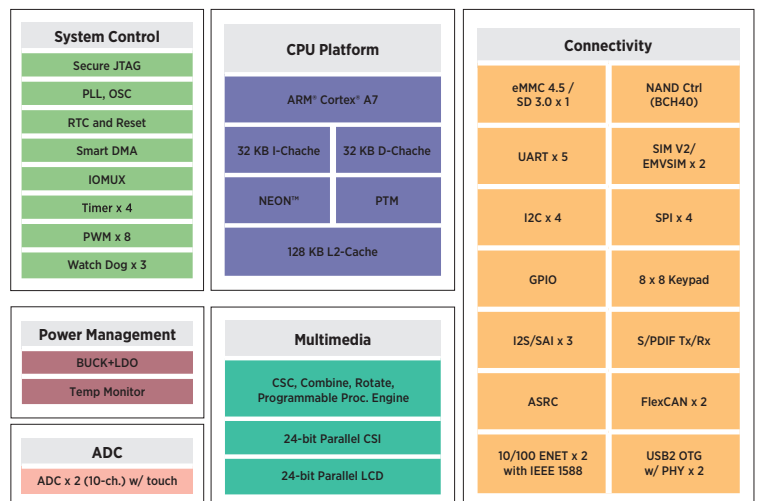 System Control
Secure JTAG
PLL, OSC
RTC and Reset
Smart DMA
IOMUX
Timer x 4
PWM x 8
Watch Dog x 3
Power Management
BUCK+LDO
Temp Monitor
ADC
ADC x 2 (10-ch.) w/ touch
CPU Platform
ARM® Cortex® A7
32 KB I-Chache
32 KB D-Chache
NEON™
PTM
128 KB L2-Cache
Multimedia
CSC, Combine, Rotate,
Programmable Proc. Engine
24-bit Parallel CSI
24-bit Parallel LCD
Connectivity
eMMC 4.5 /
SD 3.0 x 1
NAND Ctrl
(BCH40)
UART x 5
SIM V2/
EMVSIM x 2
I2C x 4
SPI x 4
GPIO
8 x 8 Keypad
I2S/SAI x 3
S/PDIF Tx/Rx
ASRC
FlexCAN x 2
10/100 ENET x 2
with IEEE 1588
USB2 OTG
w/ PHY x 2